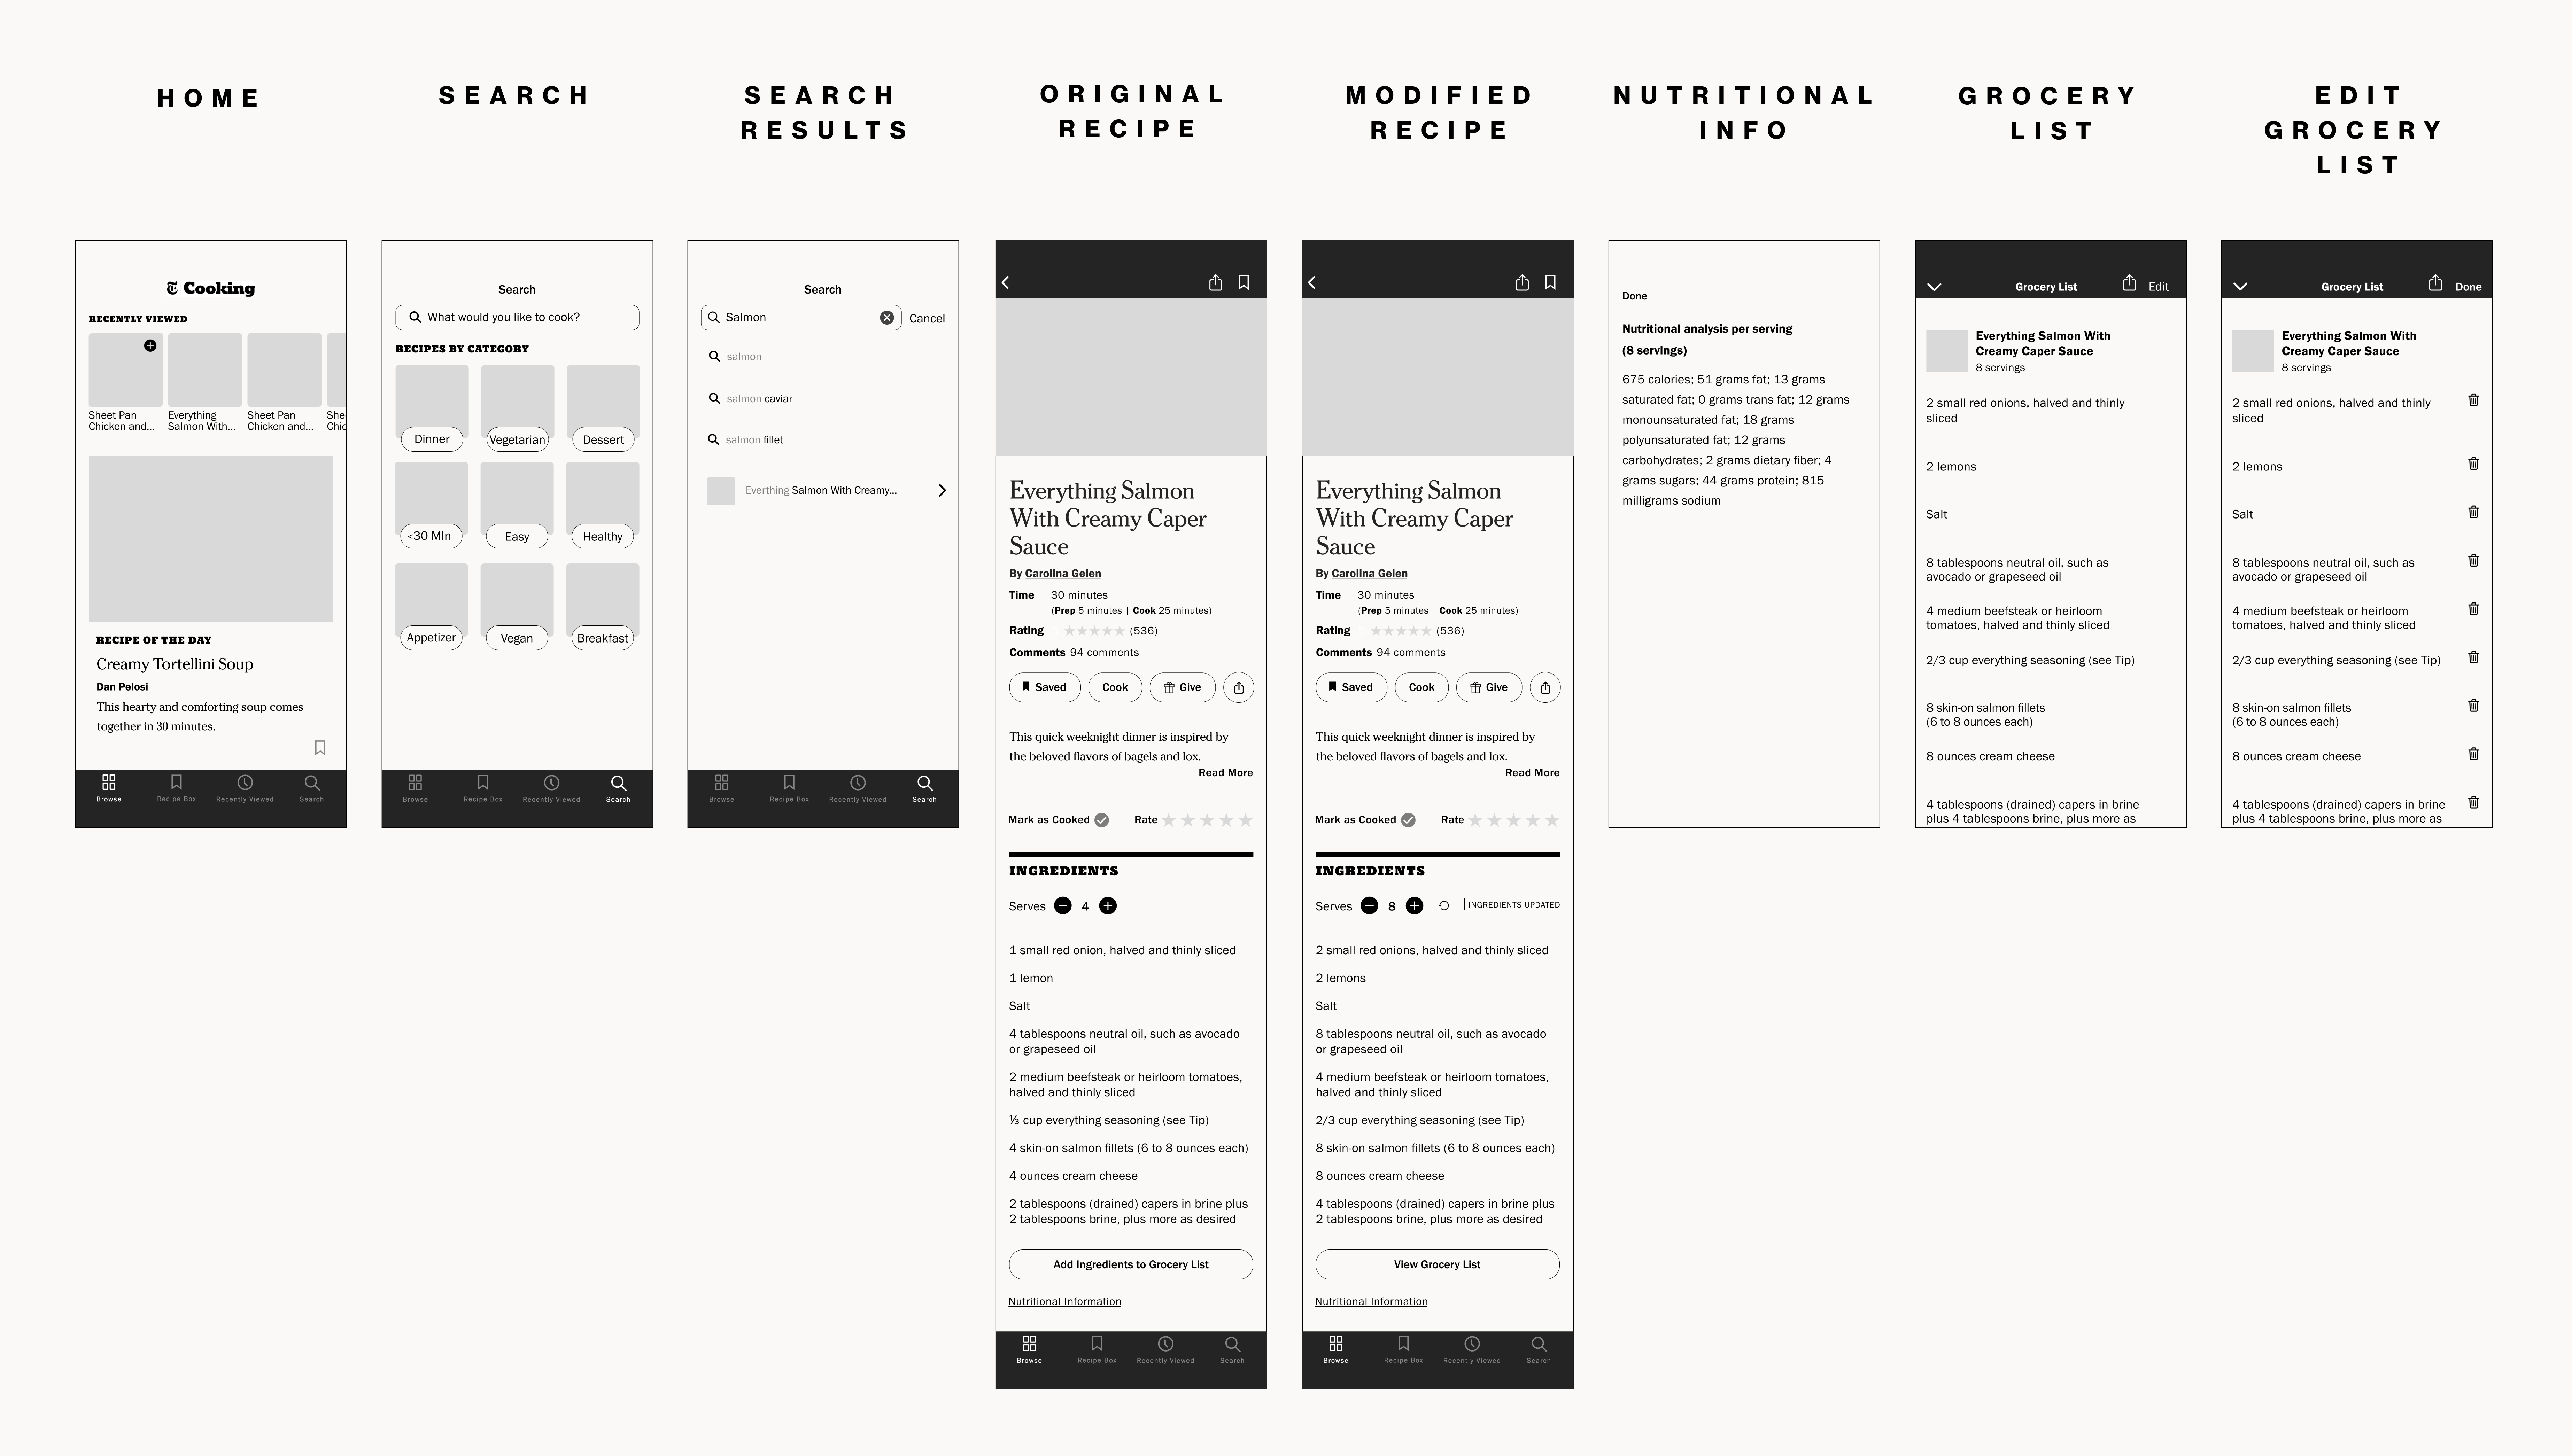 HOME
RECENTLY VIEWED
Sheet Pan
Chicken and...
Everything
Salmon With...
Sheet Pan
Chicken and...
Shee
Chic
RECIPE OF THE DAY
Creamy Tortellini Soup
Dan Pelosi
This hearty and comforting soup comes
together in 30 minutes.
Browse
Recipe Box
Recently Viewed
Search
SEARCH
Search
What would you like to cook?
RECIPES BY CATEGORY
Dinner
Vegetarian
Dessert
<30 MIn
Easy
Healthy
Appetizer
Vegan
Breakfast
Browse
Recipe Box
Recently Viewed
Search
SEARCH
RESULTS
Search
Salmon
Cancel
salmon
salmon caviar
salmon fillet
Everthing Salmon With Creamy...
Browse
Recipe Box
Recently Viewed
Search
ORIGINAL
RECIPE
Everything Salmon
With Creamy Caper
Sauce
By Carolina Gelen
Time 30 minutes
(Prep 5 minutes | Cook 25 minutes)
Rating ★★★★★ (536)
Comments 94 comments
Saved
Cook
Give
This quick weeknight dinner is inspired by
the beloved flavors of bagels and lox.
Read More
Mark as Cooked
Rate ★★★★★
INGREDIENTS
Serves 4
1 small red onion, halved and thinly sliced
1 lemon
Salt
4 tablespoons neutral oil, such as avocado
or grapeseed oil
2 medium beefsteak or heirloom tomatoes,
halved and thinly sliced
⅓ cup everything seasoning (see Tip)
4 skin-on salmon fillets (6 to 8 ounces each)
4 ounces cream cheese
2 tablespoons (drained) capers in brine plus
2 tablespoons brine, plus more as desired
Add Ingredients to Grocery List
Nutritional Information
Browse
Recipe Box
Recently Viewed
Search
MODIFIED
RECIPE
Everything Salmon
With Creamy Caper
Sauce
By Carolina Gelen
Time 30 minutes
(Prep 5 minutes | Cook 25 minutes)
Rating ★★★★★ (536)
Comments 94 comments
Saved
Cook
Give
This quick weeknight dinner is inspired by
the beloved flavors of bagels and lox.
Read More
Mark as Cooked
Rate ★★★★★
INGREDIENTS
Serves 8
INGREDIENTS UPDATED
2 small red onions, halved and thinly sliced
2 lemons
Salt
8 tablespoons neutral oil, such as avocado
or grapeseed oil
4 medium beefsteak or heirloom tomatoes,
halved and thinly sliced
2/3 cup everything seasoning (see Tip)
8 skin-on salmon fillets (6 to 8 ounces each)
8 ounces cream cheese
4 tablespoons (drained) capers in brine plus
2 tablespoons brine, plus more as desired
View Grocery List
Nutritional Information
Browse
Recipe Box
Recently Viewed
Search
NUTRITIONAL
INFO
Done
Nutritional analysis per serving
(8 servings)
675 calories; 51 grams fat; 13 grams
saturated fat; 0 grams trans fat; 12 grams
monounsaturated fat; 18 grams
polyunsaturated fat; 12 grams
carbohydrates; 2 grams dietary fiber; 4
grams sugars; 44 grams protein; 815
milligrams sodium
GROCERY
LIST
Grocery List
Edit
Everything Salmon With
Creamy Caper Sauce
8 servings
2 small red onions, halved and thinly
sliced
2 lemons
Salt
8 tablespoons neutral oil, such as
avocado or grapeseed oil
4 medium beefsteak or heirloom
tomatoes, halved and thinly sliced
2/3 cup everything seasoning (see Tip)
8 skin-on salmon fillets
(6 to 8 ounces each)
8 ounces cream cheese
4 tablespoons (drained) capers in brine
plus 4 tablespoons brine, plus more as
EDIT
GROCERY
LIST
Grocery List
Done
Everything Salmon With
Creamy Caper Sauce
8 servings
2 small red onions, halved and thinly
sliced
2 lemons
Salt
8 tablespoons neutral oil, such as
avocado or grapeseed oil
4 medium beefsteak or heirloom
tomatoes, halved and thinly sliced
2/3 cup everything seasoning (see Tip)
8 skin-on salmon fillets
(6 to 8 ounces each)
8 ounces cream cheese
4 tablespoons (drained) capers in brine
plus 4 tablespoons brine, plus more as
T Cooking